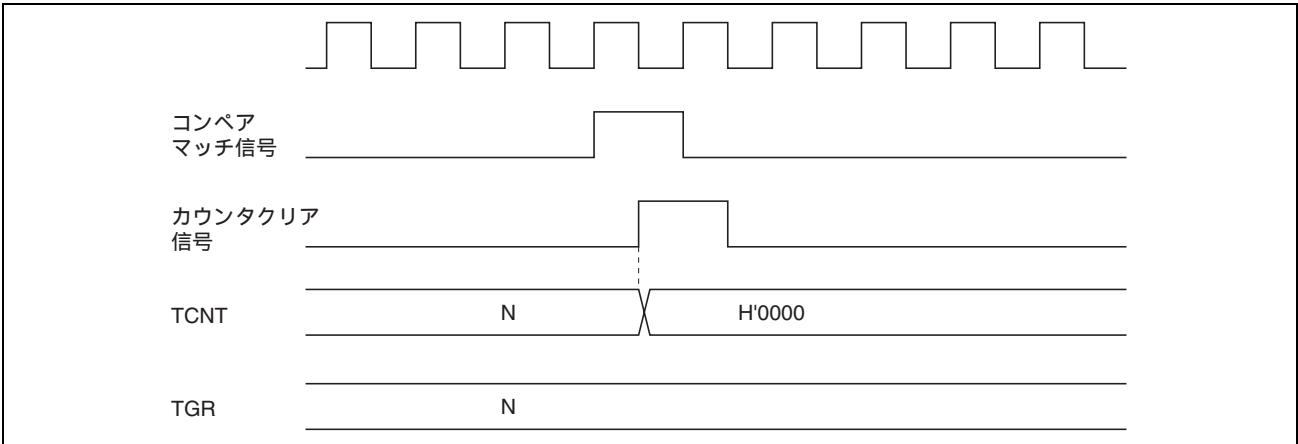 コンペア
マッチ信号
カウンタクリア
信号
TCNT
N
H'0000
TGR
N